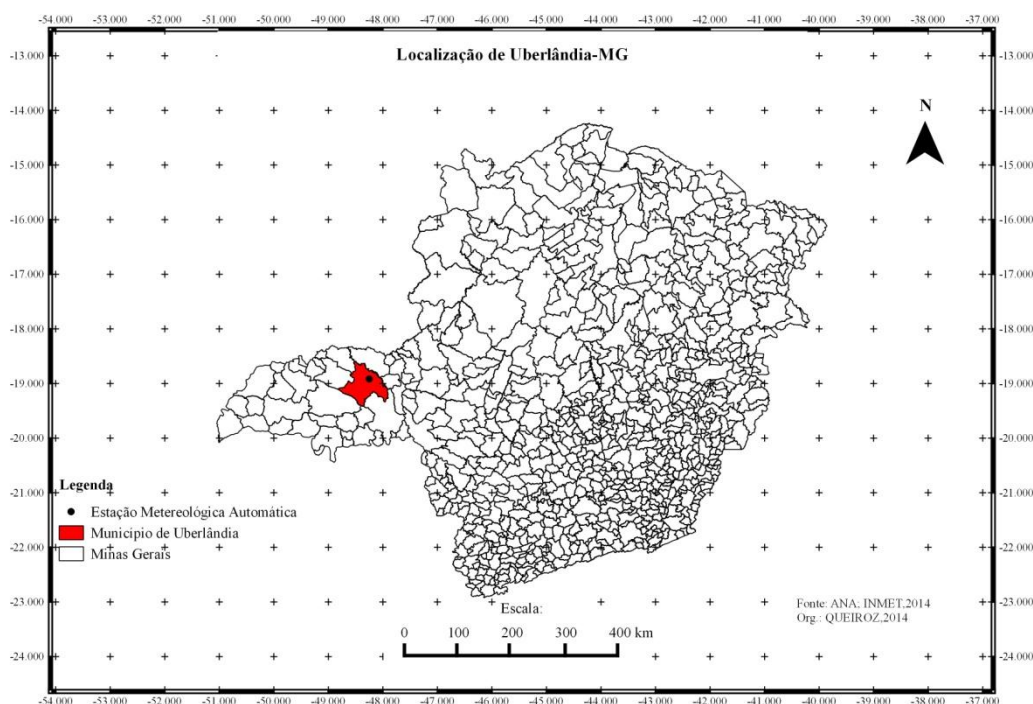 -54.000 -53.000 -52.000 -51.000 -50.000 -49.000 -48.000 -47.000 -46.000 -45.000 -44.000 -43.000 -42.000 -41.000 -40.000 -39.000 -38.000 -37.000
Localização de Uberlândia-MG
-13.000 -13.000
-14.000 -14.000
N
-15.000 -15.000
-16.000 -16.000
-17.000 -17.000
-18.000 -18.000
-19.000 -19.000
-20.000 -20.000
Legenda
-21.000 -21.000
Estação Metereológica Automática
Municipio de Uberlândia
-22.000 -22.000
Minas Gerais
-23.000 -23.000
Escala:
Fonte: ANA; INMET,2014
Org.: QUEIROZ,2014
0 100 200 300 400 km
-24.000 -24.000
-54.000 -53.000 -52.000 -51.000 -50.000 -49.000 -48.000 -47.000 -46.000 -45.000 -44.000 -43.000 -42.000 -41.000 -40.000 -39.000 -38.000 -37.000